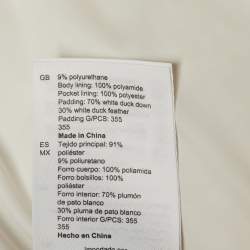 GB 9% polyurethane
Body lining: 100% polyamide
Pocket lining: 100% polyester
Padding: 70% white duck down
30% white duck feather
Padding G/PCS: 355
355
Made in China
ES Tejido principal: 91%
MX poliéster
9% poliuretano
Forro cuerpo: 100% poliamida
Forro bolsillos: 100%
poliéster
Forro interior: 70% plumón
de pato blanco
30% pluma de pato blanco
Forro interior G/PCS: 355
355
Hecho en China
Importado por